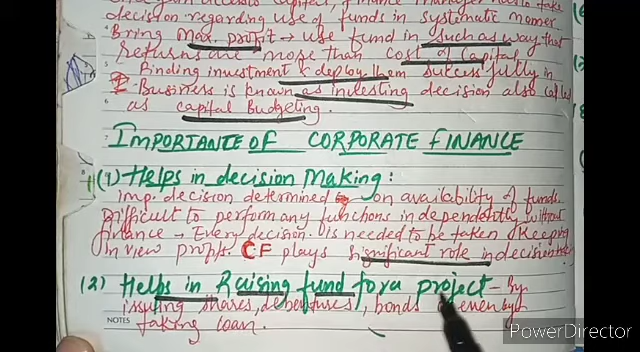 decision regarding use of funds in systematic manner.
Bring Max. profit → use fund in such as way that
returns are more than cost of capital
Finding investment & deploy them successfully in
Business is known as investing decision also called
as capital Budgeting.
IMPORTANTE OF CORPORATE FINANCE
(1) Helps in decision Making:
Imp. decision determined on availability of funds.
Difficult to perform any functions independently without
finance → Every decision is needed to be taken keeping
in view profits. CF plays significant role in decision
(2) Helps in Raising fund for a project - By
issuing shares, debentures, bonds or even by
taking loan.
NOTES
PowerDirector